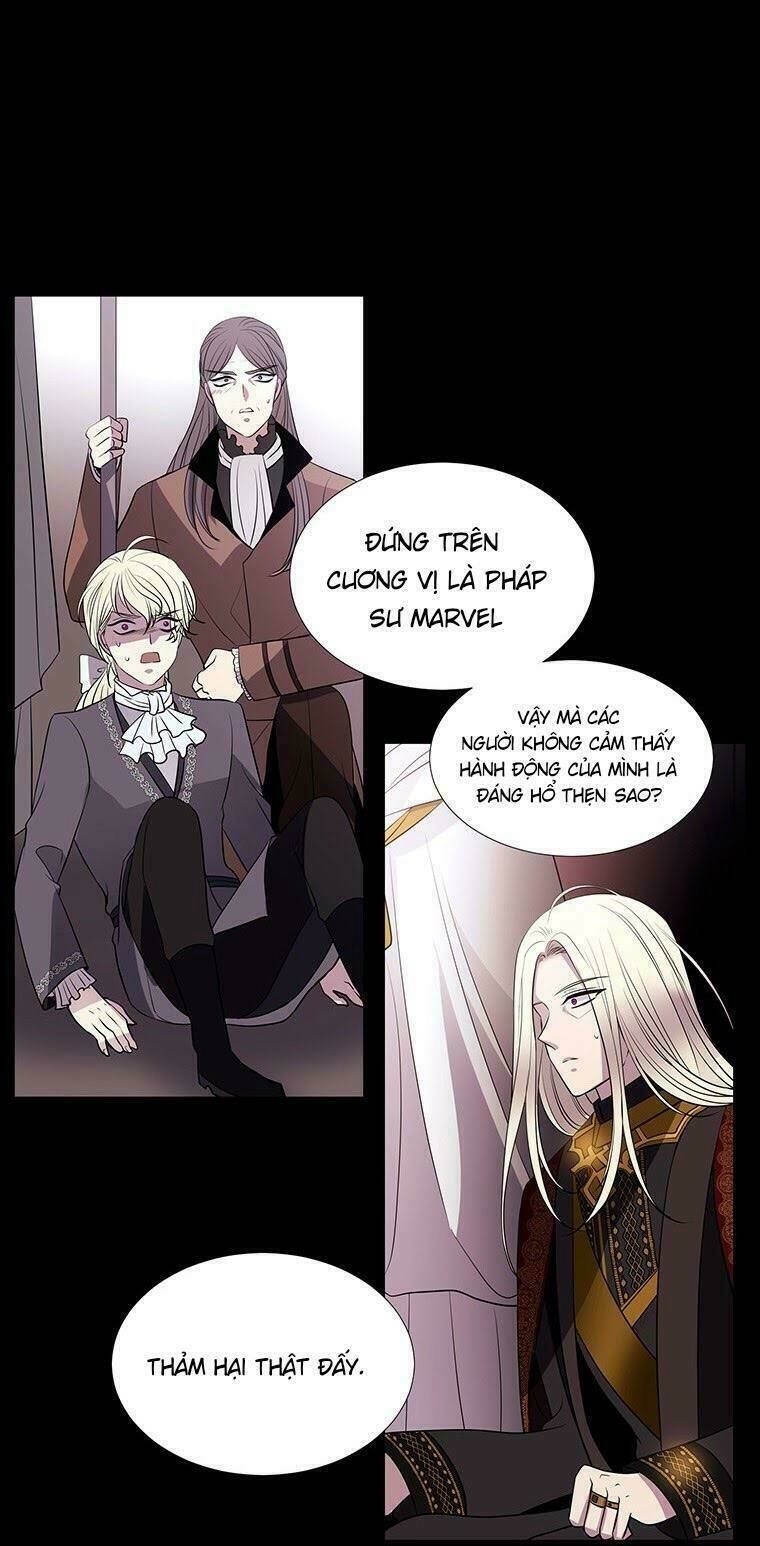 ĐỨNG TRÊN
CƯƠNG VỊ LÀ PHÁP
SƯ MARVEL
VẬY MÀ CÁC
NGƯỜI KHÔNG CẢM THẤY
HÀNH ĐỘNG CỦA MÌNH LÀ
ĐÁNG HỔ THẸN SAO?
THẢM HẠI THẬT ĐẤY.